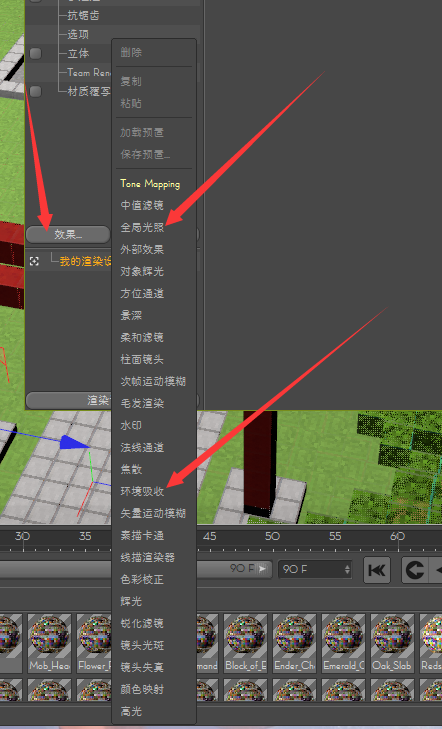 抗锯齿
选项
立体
Team Ren
材质覆写
效果...
我的渲染设
渲染
删除
复制
粘贴
加载预置
保存预置...
Tone Mapping
中值滤镜
全局光照
外部效果
对象辉光
方位通道
景深
柔和滤镜
柱面镜头
次帧运动模糊
毛发渲染
水印
法线通道
焦散
环境吸收
矢量运动模糊
素描卡通
线描渲染器
色彩校正
辉光
锐化滤镜
镜头光斑
镜头失真
颜色映射
高光
30 35 45 50 55 60
90 F 90 F
Mob_Hea Flower_ mand Block_of_E Ender_Ch Emerald_O Oak_Slab Reds